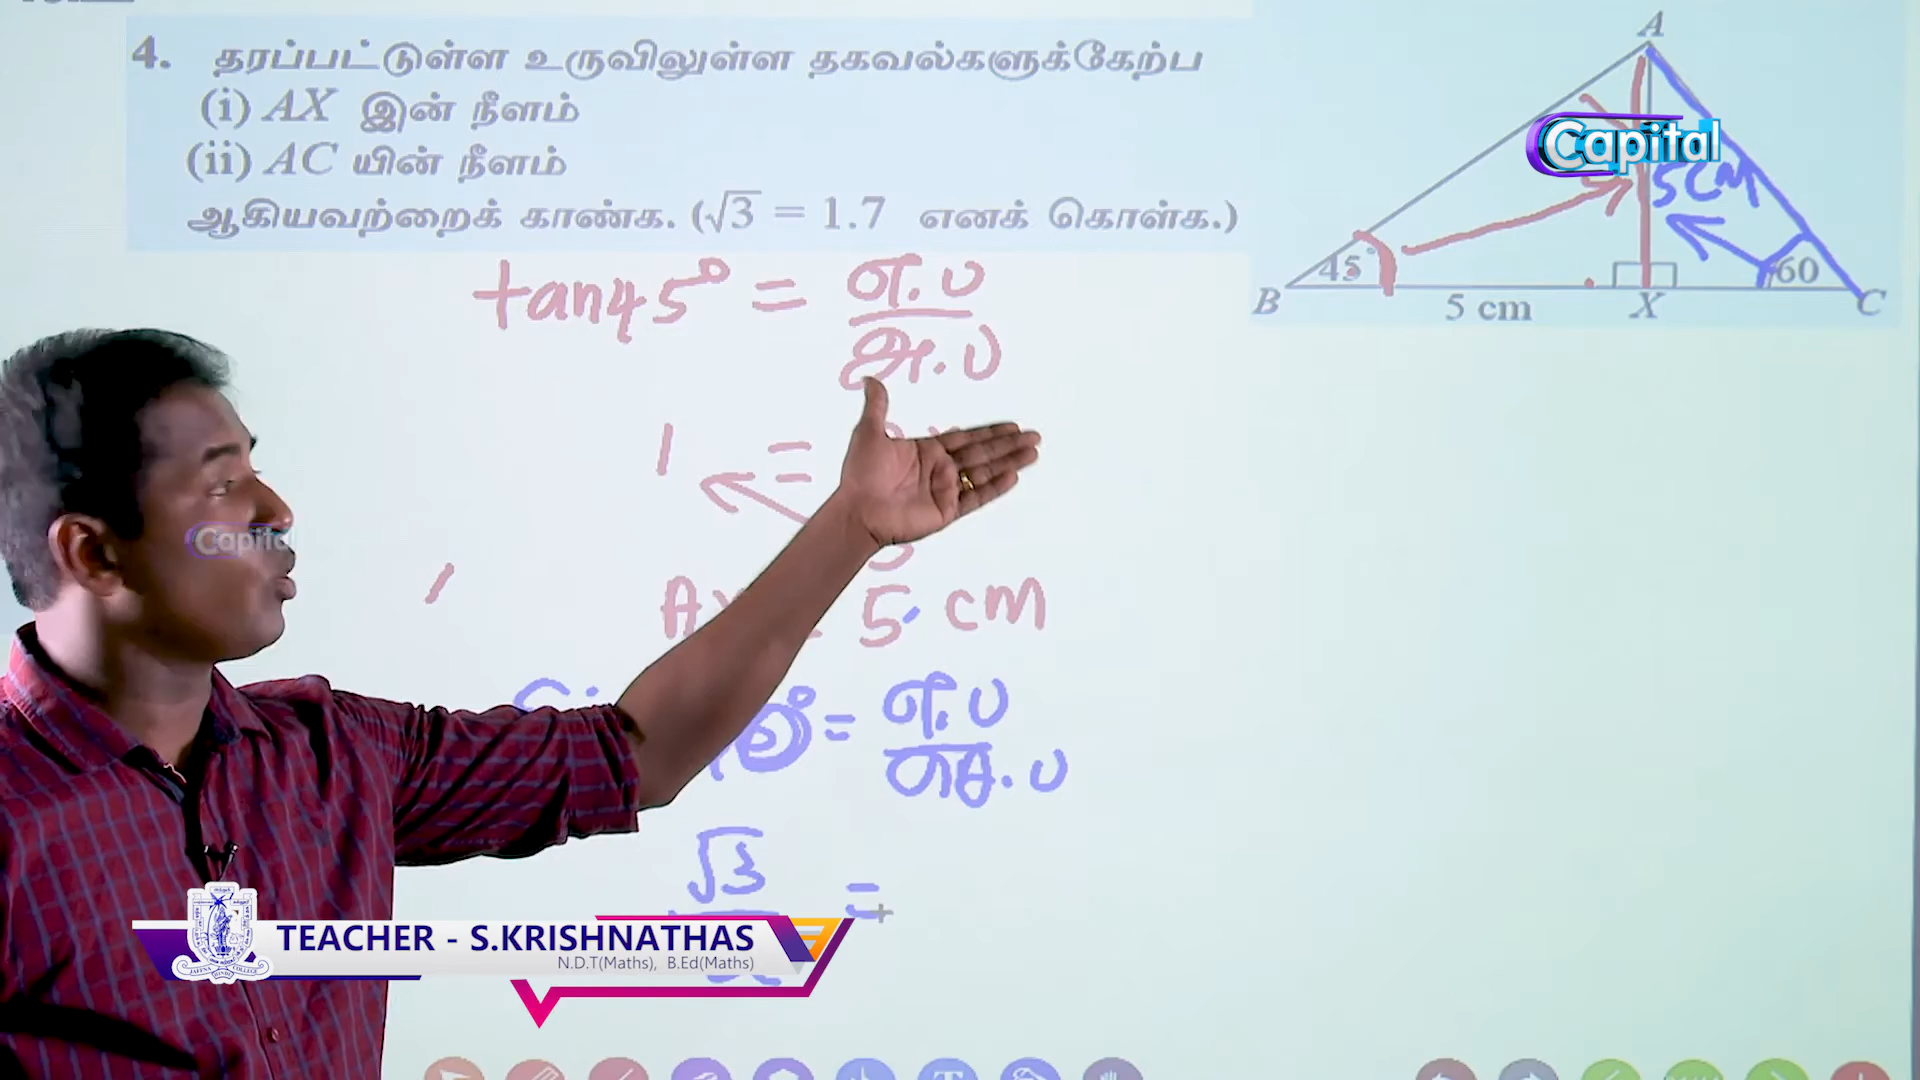 4. தரப்பட்டுள்ள உருவிலுள்ள தகவல்களுக்கேற்ப
(i) AX இன் நீளம்
(ii) AC யின் நீளம்
ஆகியவற்றைக் காண்க. (√3 = 1.7 எனக் கொள்க.)
A
Capital
5cm
45°
60
B
5 cm
X
C
tan45° = எ.ப
அ.ப
1 =
Capital
5 cm
= எ.ப
செ.ப
√3 =
TEACHER - S.KRISHNATHAS
N.D.T(Maths), B.Ed(Maths)